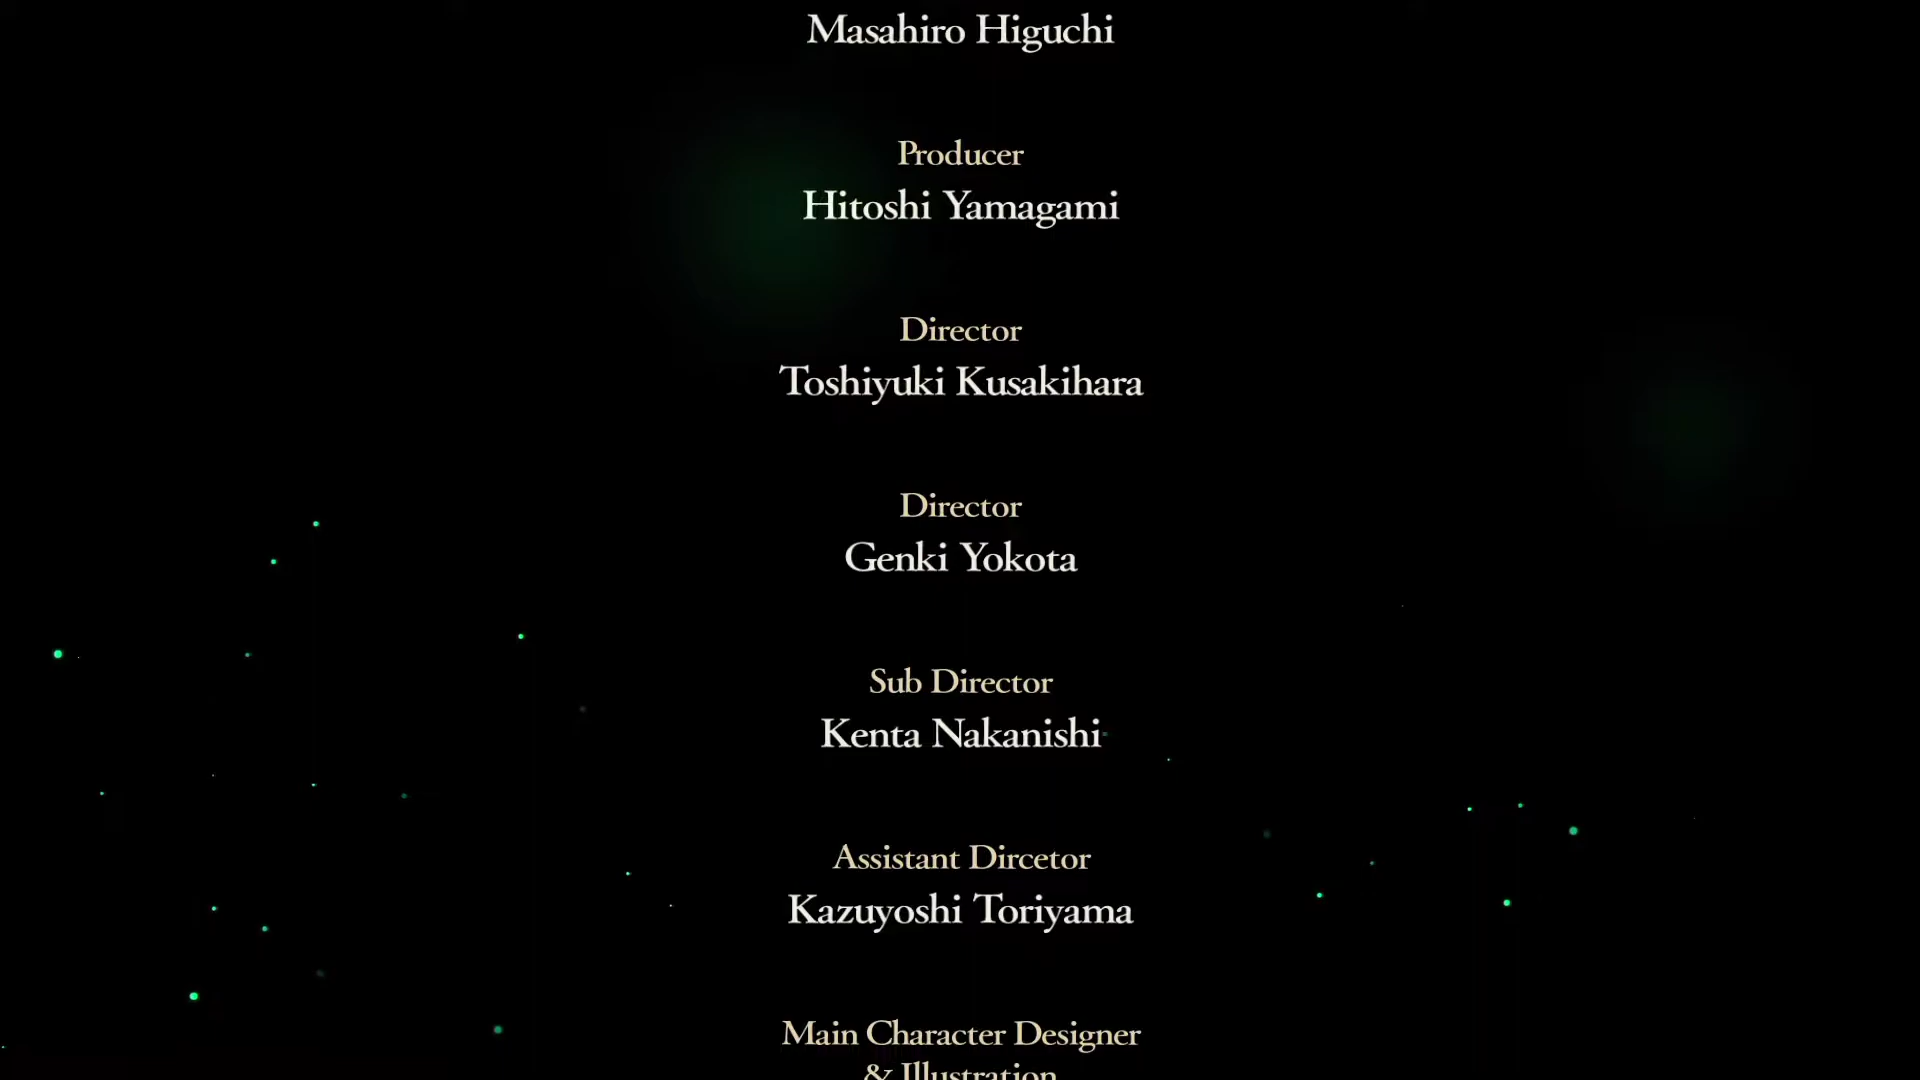 Masahiro Higuchi
Producer
Hitoshi Yamagami
Director
Toshiyuki Kusakihara
Director
Genki Yokota
Sub Director
Kenta Nakanishi
Assistant Dircetor
Kazuyoshi Toriyama
Main Character Designer
& Illustration